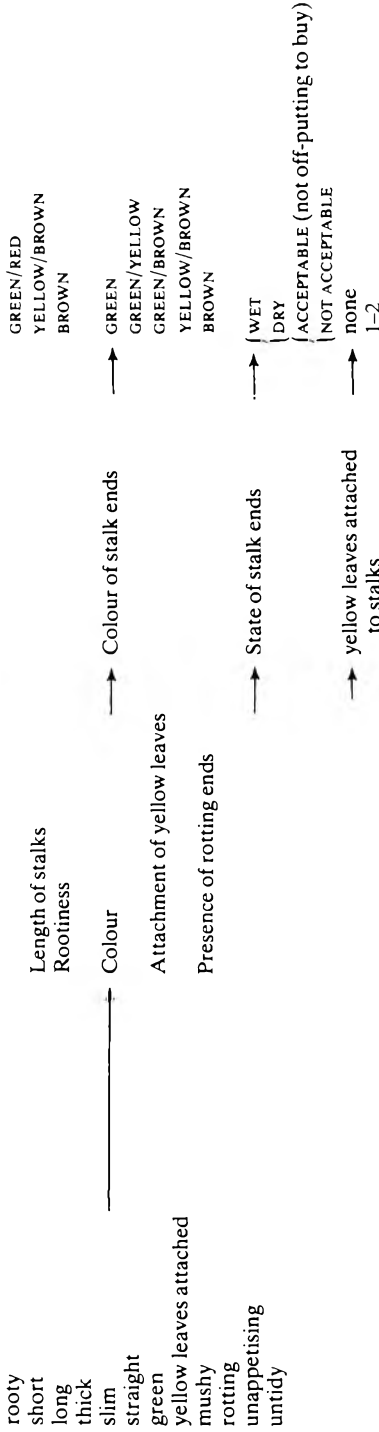 rooty
short
long
thick
slim
straight
green
yellow leaves attached
mushy
rotting
unappetising
untidy
Length of stalks
Rootiness
Colour
Attachment of yellow leaves
Presence of rotting ends
Colour of stalk ends
State of stalk ends
yellow leaves attached
to stalks
GREEN/RED
YELLOW/BROWN
BROWN
GREEN
GREEN/YELLOW
GREEN/BROWN
YELLOW/BROWN
BROWN
WET
DRY
ACCEPTABLE (not off-putting to buy)
NOT ACCEPTABLE
none
1–2